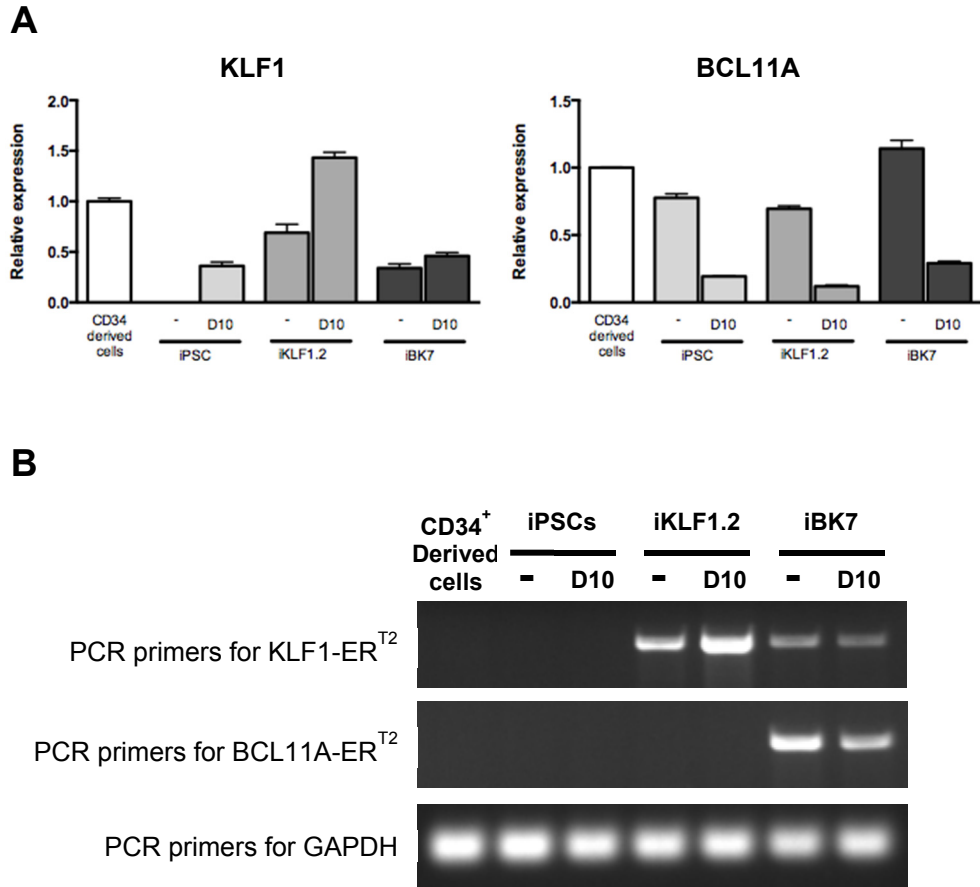 A
KLF1
Relative expression
2.0
1.5
1.0
0.5
0.0
CD34
derived
cells
- D10 - D10 - D10
iPSC iKLF1.2 iBK7
BCL11A
Relative expression
1.5
1.0
0.5
0.0
CD34
derived
cells
- D10 - D10 - D10
iPSC iKLF1.2 iBK7
B
CD34+
Derived
cells
iPSCs iKLF1.2 iBK7
- D10 - D10 - D10
PCR primers for KLF1-ERT2
PCR primers for BCL11A-ERT2
PCR primers for GAPDH